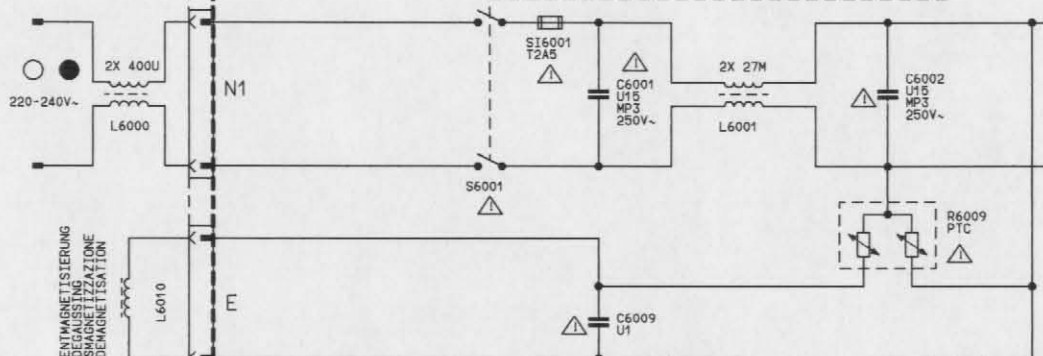 2X 400U
220-240V~
L6000
N1
SI6001
T2A5
C6001
U15
MP3
250V~
2X 27M
L6001
C6002
U15
MP3
250V~
S6001
R6009
PTC
ENTMAGNETISIERUNG
DEGAUSSING
SMAGNETIZZAZIONE
DEMAGNETISATION
L6010
E
C6009
U1